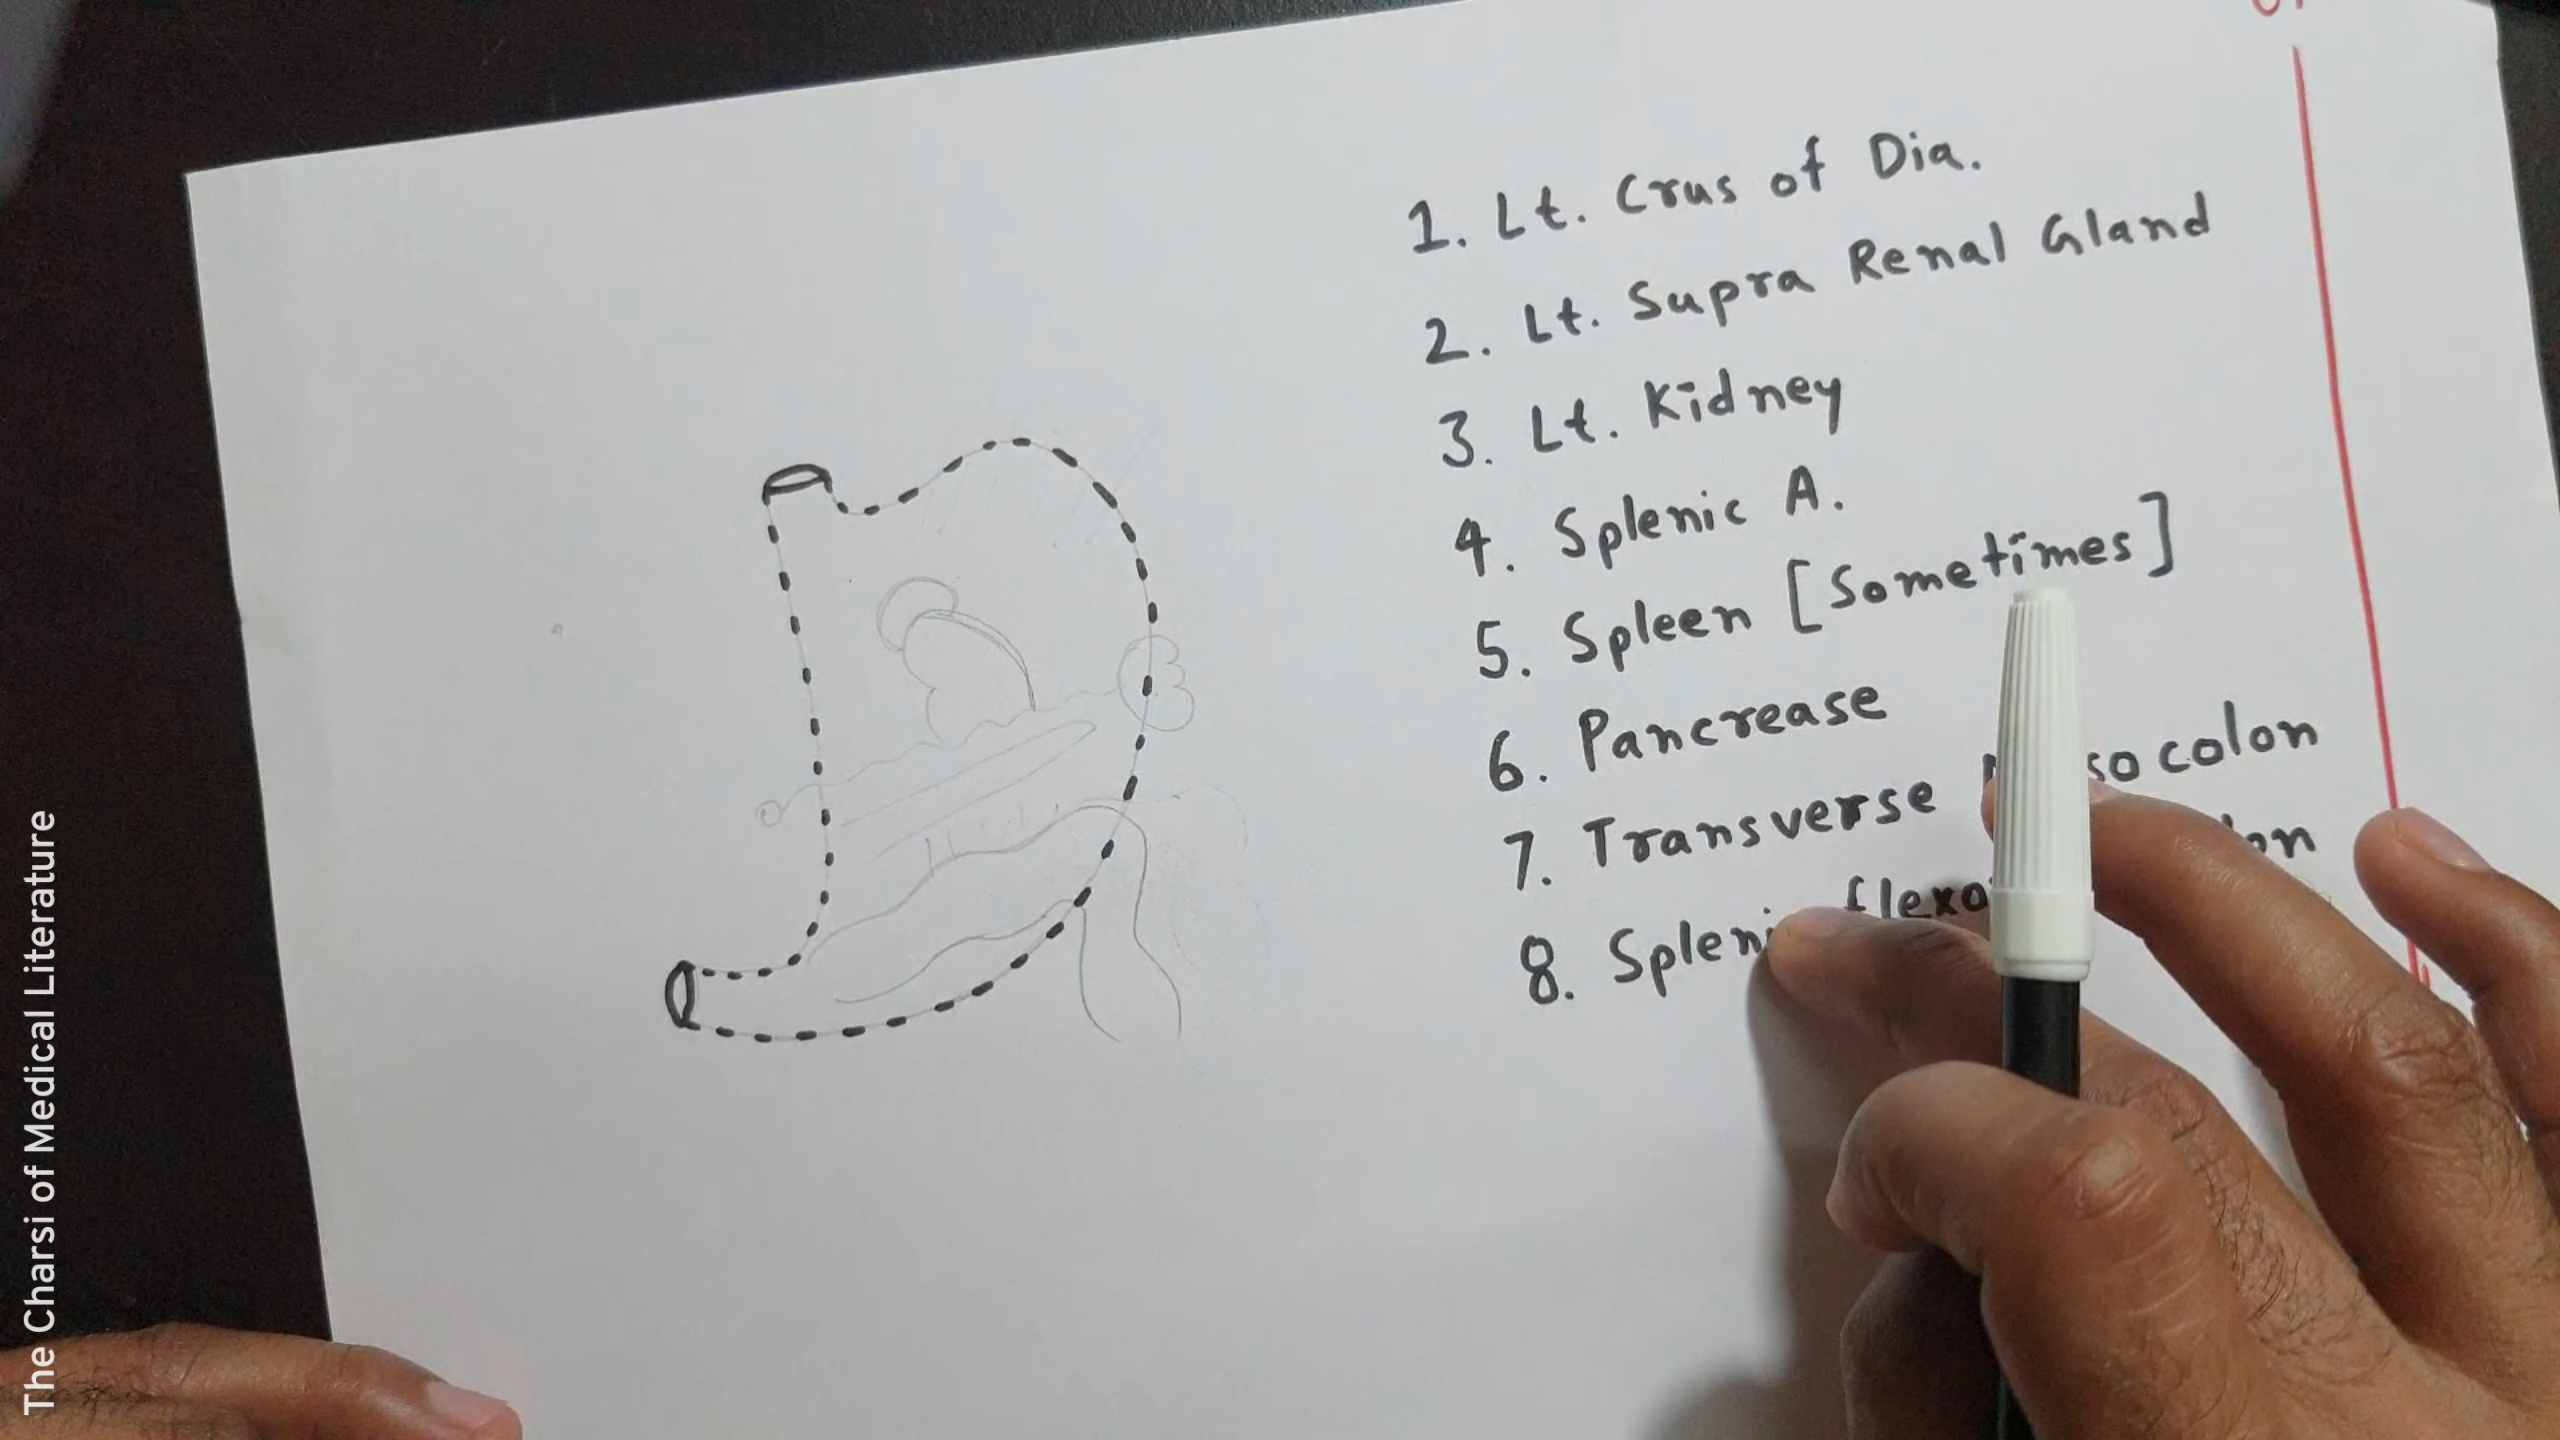 1. Lt. Crus of Dia.
2. Lt. Supra Renal Gland
3. Lt. Kidney
4. Splenic A.
5. Spleen [Sometimes]
6. Pancrease
7. Transverse
8.
The Charsi of Medical Literature